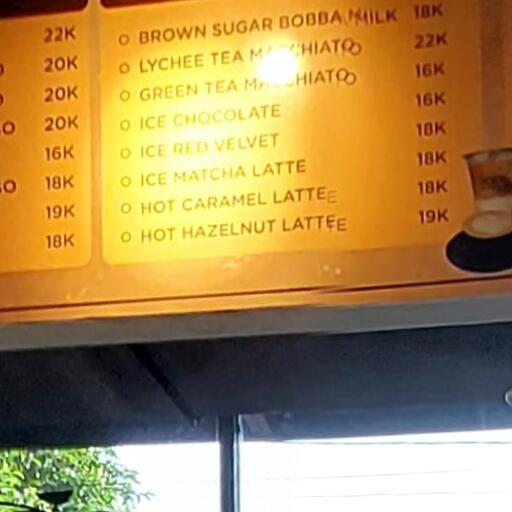 22K
20K
20K
20K
16K
18K
19K
18K
BROWN SUGAR BOBBA MILK 18K
LYCHEE TEA 22K
GREEN TEA 16K
ICE CHOCOLATE 16K
ICE RED VELVET 18K
ICE MATCHA LATTE 18K
HOT CARAMEL LATTE 18K
HOT HAZELNUT LATTE 19K